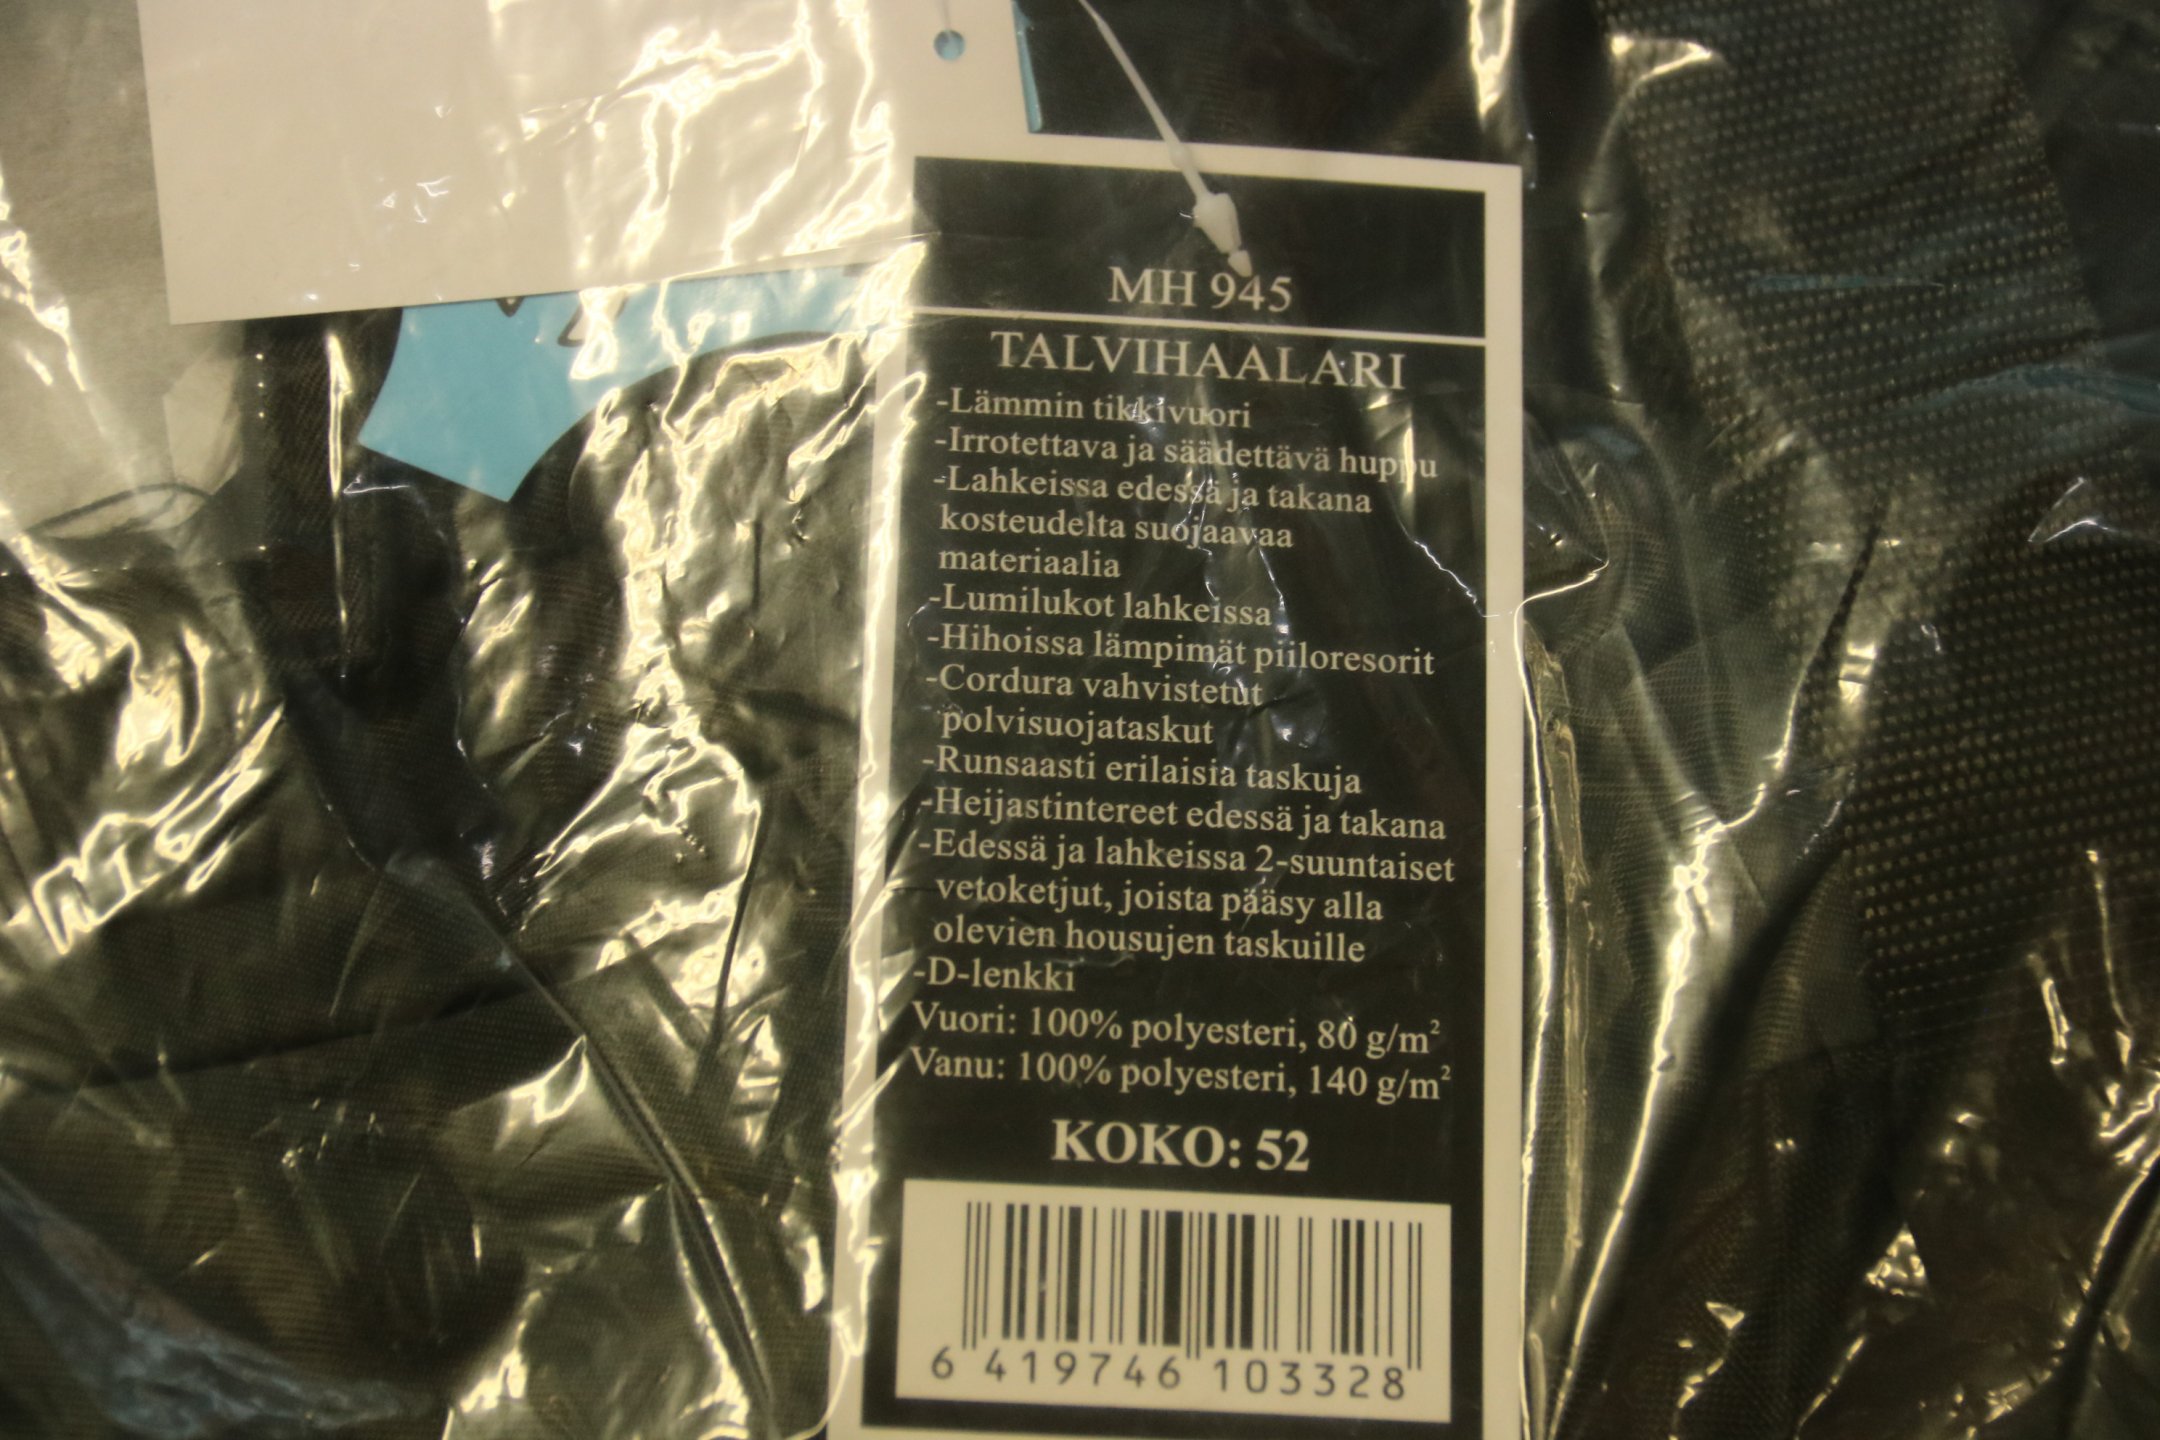 MH 945
TALVIHAALARI
-Lämmin tikkivuori
-Irrotettava ja säädettävä huppu
-Lahkeissa edessä ja takana
kosteudelta suojaavaa
materiaalia
-Lumilukot lahkeissa
-Hihoissa lämpimät piiloresorit
-Cordura vahvistetut
polvisuojataskut
-Runsaasti erilaisia taskuja
-Heijastintereet edessä ja takana
-Edessä ja lahkeissa 2-suuntaiset
vetoketjut, joista pääsy alla
olevien housujen taskuille
-D-lenkki
Vuori: 100% polyesteri, 80 g/m²
Vanu: 100% polyesteri, 140 g/m²
KOKO: 52
6 419746 103328